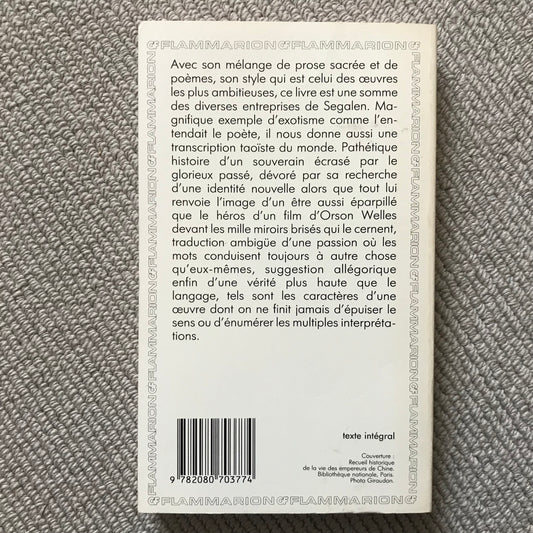 FLAMMARION FLAMMARION FLAMMARION
Avec son mélange de prose sacrée et de
poèmes, son style qui est celui des œuvres
les plus ambitieuses, ce livre est une somme
des diverses entreprises de Segalen. Ma-
gnifique exemple d'exotisme comme l'en-
tendait le poète, il nous donne aussi une
transcription taoïste du monde. Pathétique
histoire d'un souverain écrasé par le
glorieux passé, dévoré par sa recherche
d'une identité nouvelle alors que tout lui
renvoie l'image d'un être aussi éparpillé
que le héros d'un film d'Orson Welles
devant les mille miroirs brisés qui le cernent,
traduction ambigüe d'une passion où les
mots conduisent toujours à autre chose
qu'eux-mêmes, suggestion allégorique
enfin d'une vérité plus haute que le
langage, tels sont les caractères d'une
œuvre dont on ne finit jamais d'épuiser le
sens ou d'énumérer les multiples interpréta-
tions.
texte intégral
Couverture :
Recueil historique
de la vie des empereurs de Chine.
Bibliothèque nationale, Paris.
Photo Giraudon.
9 782080 703774
FLAMMARION FLAMMARION FLAMMARION